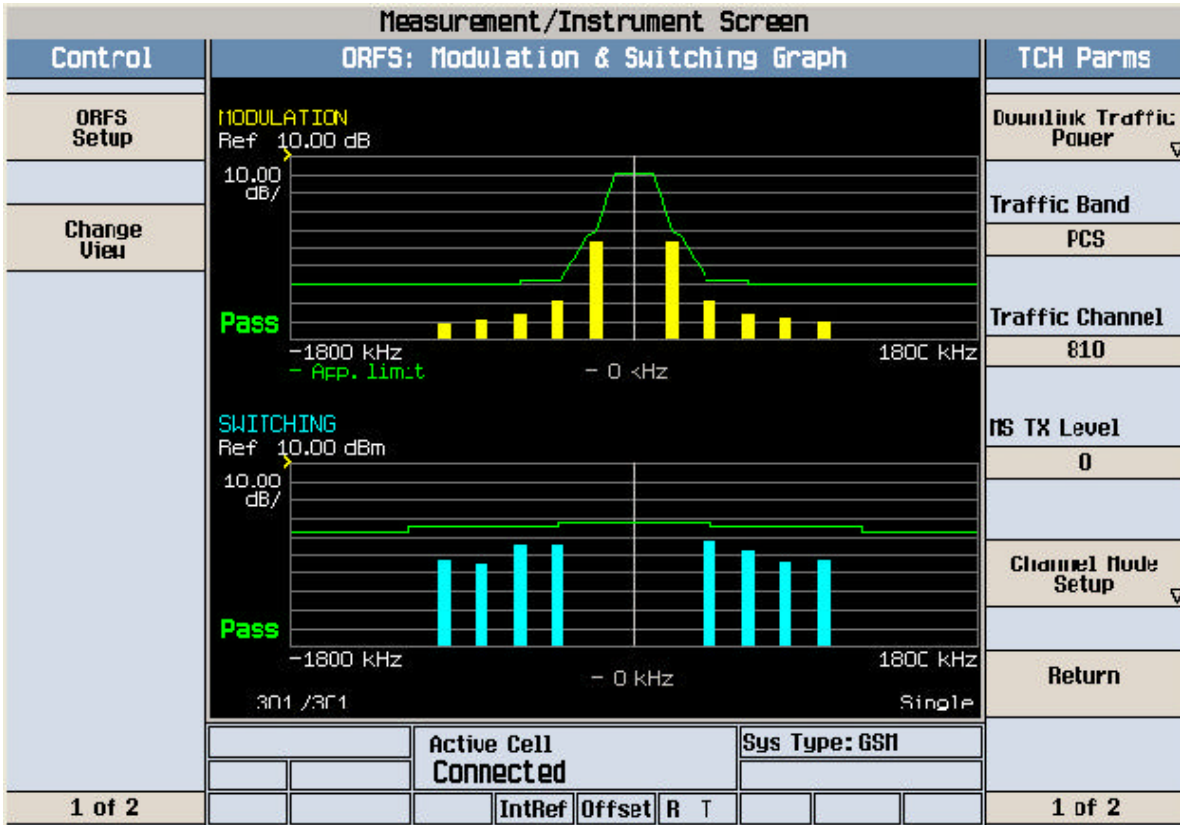 Measurement/Instrument Screen
Control
ORFS: Modulation & Switching Graph
TCH Parms
ORFS
Setup
Change
View
1 of 2
MODULATION
Ref 10.00 dB
10.00
dB/
Pass
-1800 kHz
1800 kHz
- App. limit
- 0 kHz
SWITCHING
Ref 10.00 dBm
10.00
dB/
Pass
-1800 kHz
1800 kHz
- 0 kHz
301 /301
Single
Active Cell
Connected
Sys Type: GSM
IntRef
Offset
R T
Downlink Traffic
Power
Traffic Band
PCS
Traffic Channel
810
MS TX Level
0
Channel Mode
Setup
Return
1 of 2